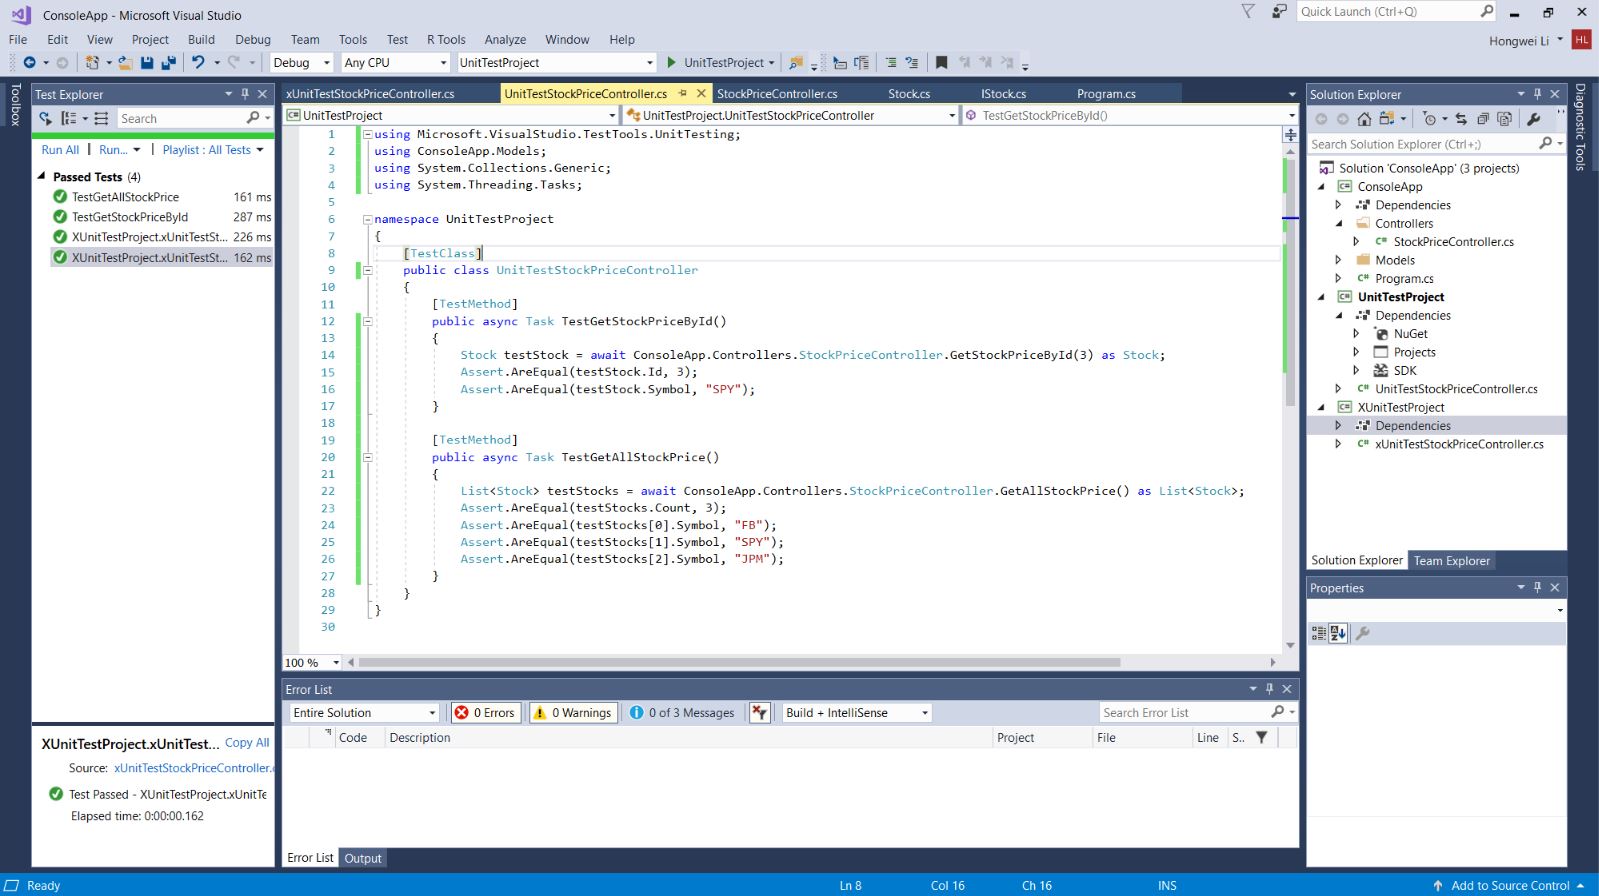 ConsoleApp - Microsoft Visual Studio
Quick Launch (Ctrl+Q)
File Edit View Project Build Debug Team Tools Test R Tools Analyze Window Help
Hongwei Li HL
Debug Any CPU UnitTestProject UnitTestProject
Toolbox
Test Explorer
Search
Run All | Run... | Playlist : All Tests
Passed Tests (4)
TestGetAllStockPrice 161 ms
TestGetStockPriceById 287 ms
XUnitTestProject.xUnitTestSt... 226 ms
XUnitTestProject.xUnitTestSt... 162 ms
XUnitTestProject.xUnitTest... Copy All
Source: xUnitTestStockPriceController.c
Test Passed - XUnitTestProject.xUnitTe
Elapsed time: 0:00:00.162
xUnitTestStockPriceController.cs UnitTestStockPriceController.cs StockPriceController.cs Stock.cs IStock.cs Program.cs
UnitTestProject UnitTestProject.UnitTestStockPriceController TestGetStockPriceById()
1 using Microsoft.VisualStudio.TestTools.UnitTesting;
2 using ConsoleApp.Models;
3 using System.Collections.Generic;
4 using System.Threading.Tasks;
5
6 namespace UnitTestProject
7 {
8 [TestClass]
9 public class UnitTestStockPriceController
10 {
11 [TestMethod]
12 public async Task TestGetStockPriceById()
13 {
14 Stock testStock = await ConsoleApp.Controllers.StockPriceController.GetStockPriceById(3) as Stock;
15 Assert.AreEqual(testStock.Id, 3);
16 Assert.AreEqual(testStock.Symbol, "SPY");
17 }
18
19 [TestMethod]
20 public async Task TestGetAllStockPrice()
21 {
22 List<Stock> testStocks = await ConsoleApp.Controllers.StockPriceController.GetAllStockPrice() as List<Stock>;
23 Assert.AreEqual(testStocks.Count, 3);
24 Assert.AreEqual(testStocks[0].Symbol, "FB");
25 Assert.AreEqual(testStocks[1].Symbol, "SPY");
26 Assert.AreEqual(testStocks[2].Symbol, "JPM");
27 }
28 }
29 }
30
100 %
Error List
Entire Solution 0 Errors 0 Warnings 0 of 3 Messages Build + IntelliSense Search Error List
Code Description Project File Line S..
Error List Output
Solution Explorer
Search Solution Explorer (Ctrl+;)
Solution 'ConsoleApp' (3 projects)
C# ConsoleApp
Dependencies
Controllers
C# StockPriceController.cs
Models
C# Program.cs
C# UnitTestProject
Dependencies
NuGet
Projects
SDK
C# UnitTestStockPriceController.cs
C# XUnitTestProject
Dependencies
C# xUnitTestStockPriceController.cs
Solution Explorer Team Explorer
Properties
Diagnostic Tools
Ready Ln 8 Col 16 Ch 16 INS Add to Source Control